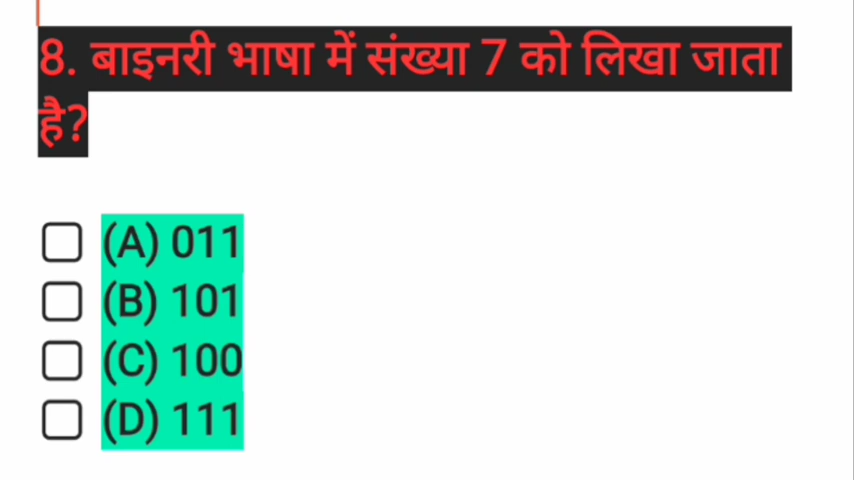 8. बाइनरी भाषा में संख्या 7 को लिखा जाता
है?
(A) 011
(B) 101
(C) 100
(D) 111